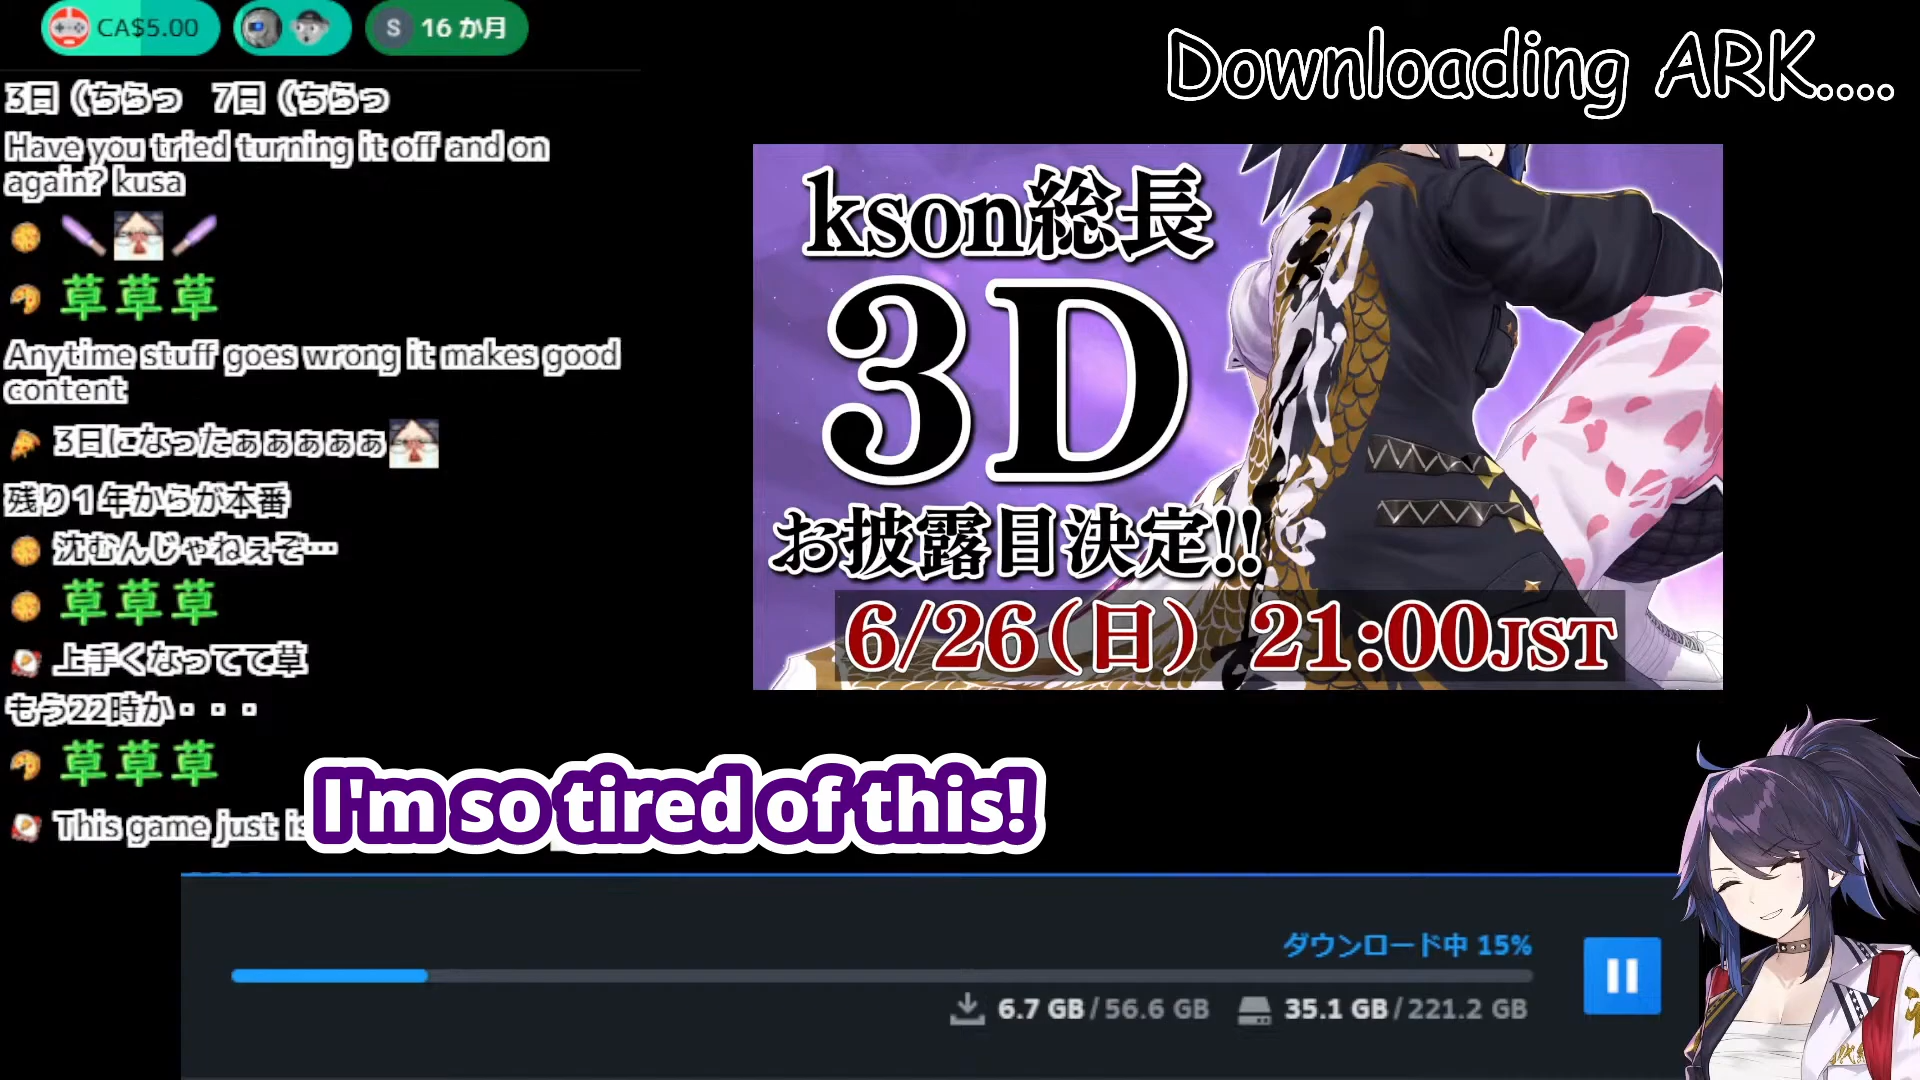 CA$5.00
S 16 か月
3日 (ちらっ 7日 (ちらっ
Have you tried turning it off and on
again? kusa
草草草
Anytime stuff goes wrong it makes good
content
3日になったぁぁぁぁぁ
残り1年からが本番
沈むんじゃねぇぞ…
草草草
上手くなってて草
もう22時か・・・
草草草
This game just is
Downloading ARK....
kson総長
3D
お披露目決定!!
6/26(日) 21:00JST
I'm so tired of this!
ダウンロード中 15%
6.7 GB/56.6 GB 35.1 GB/221.2 GB